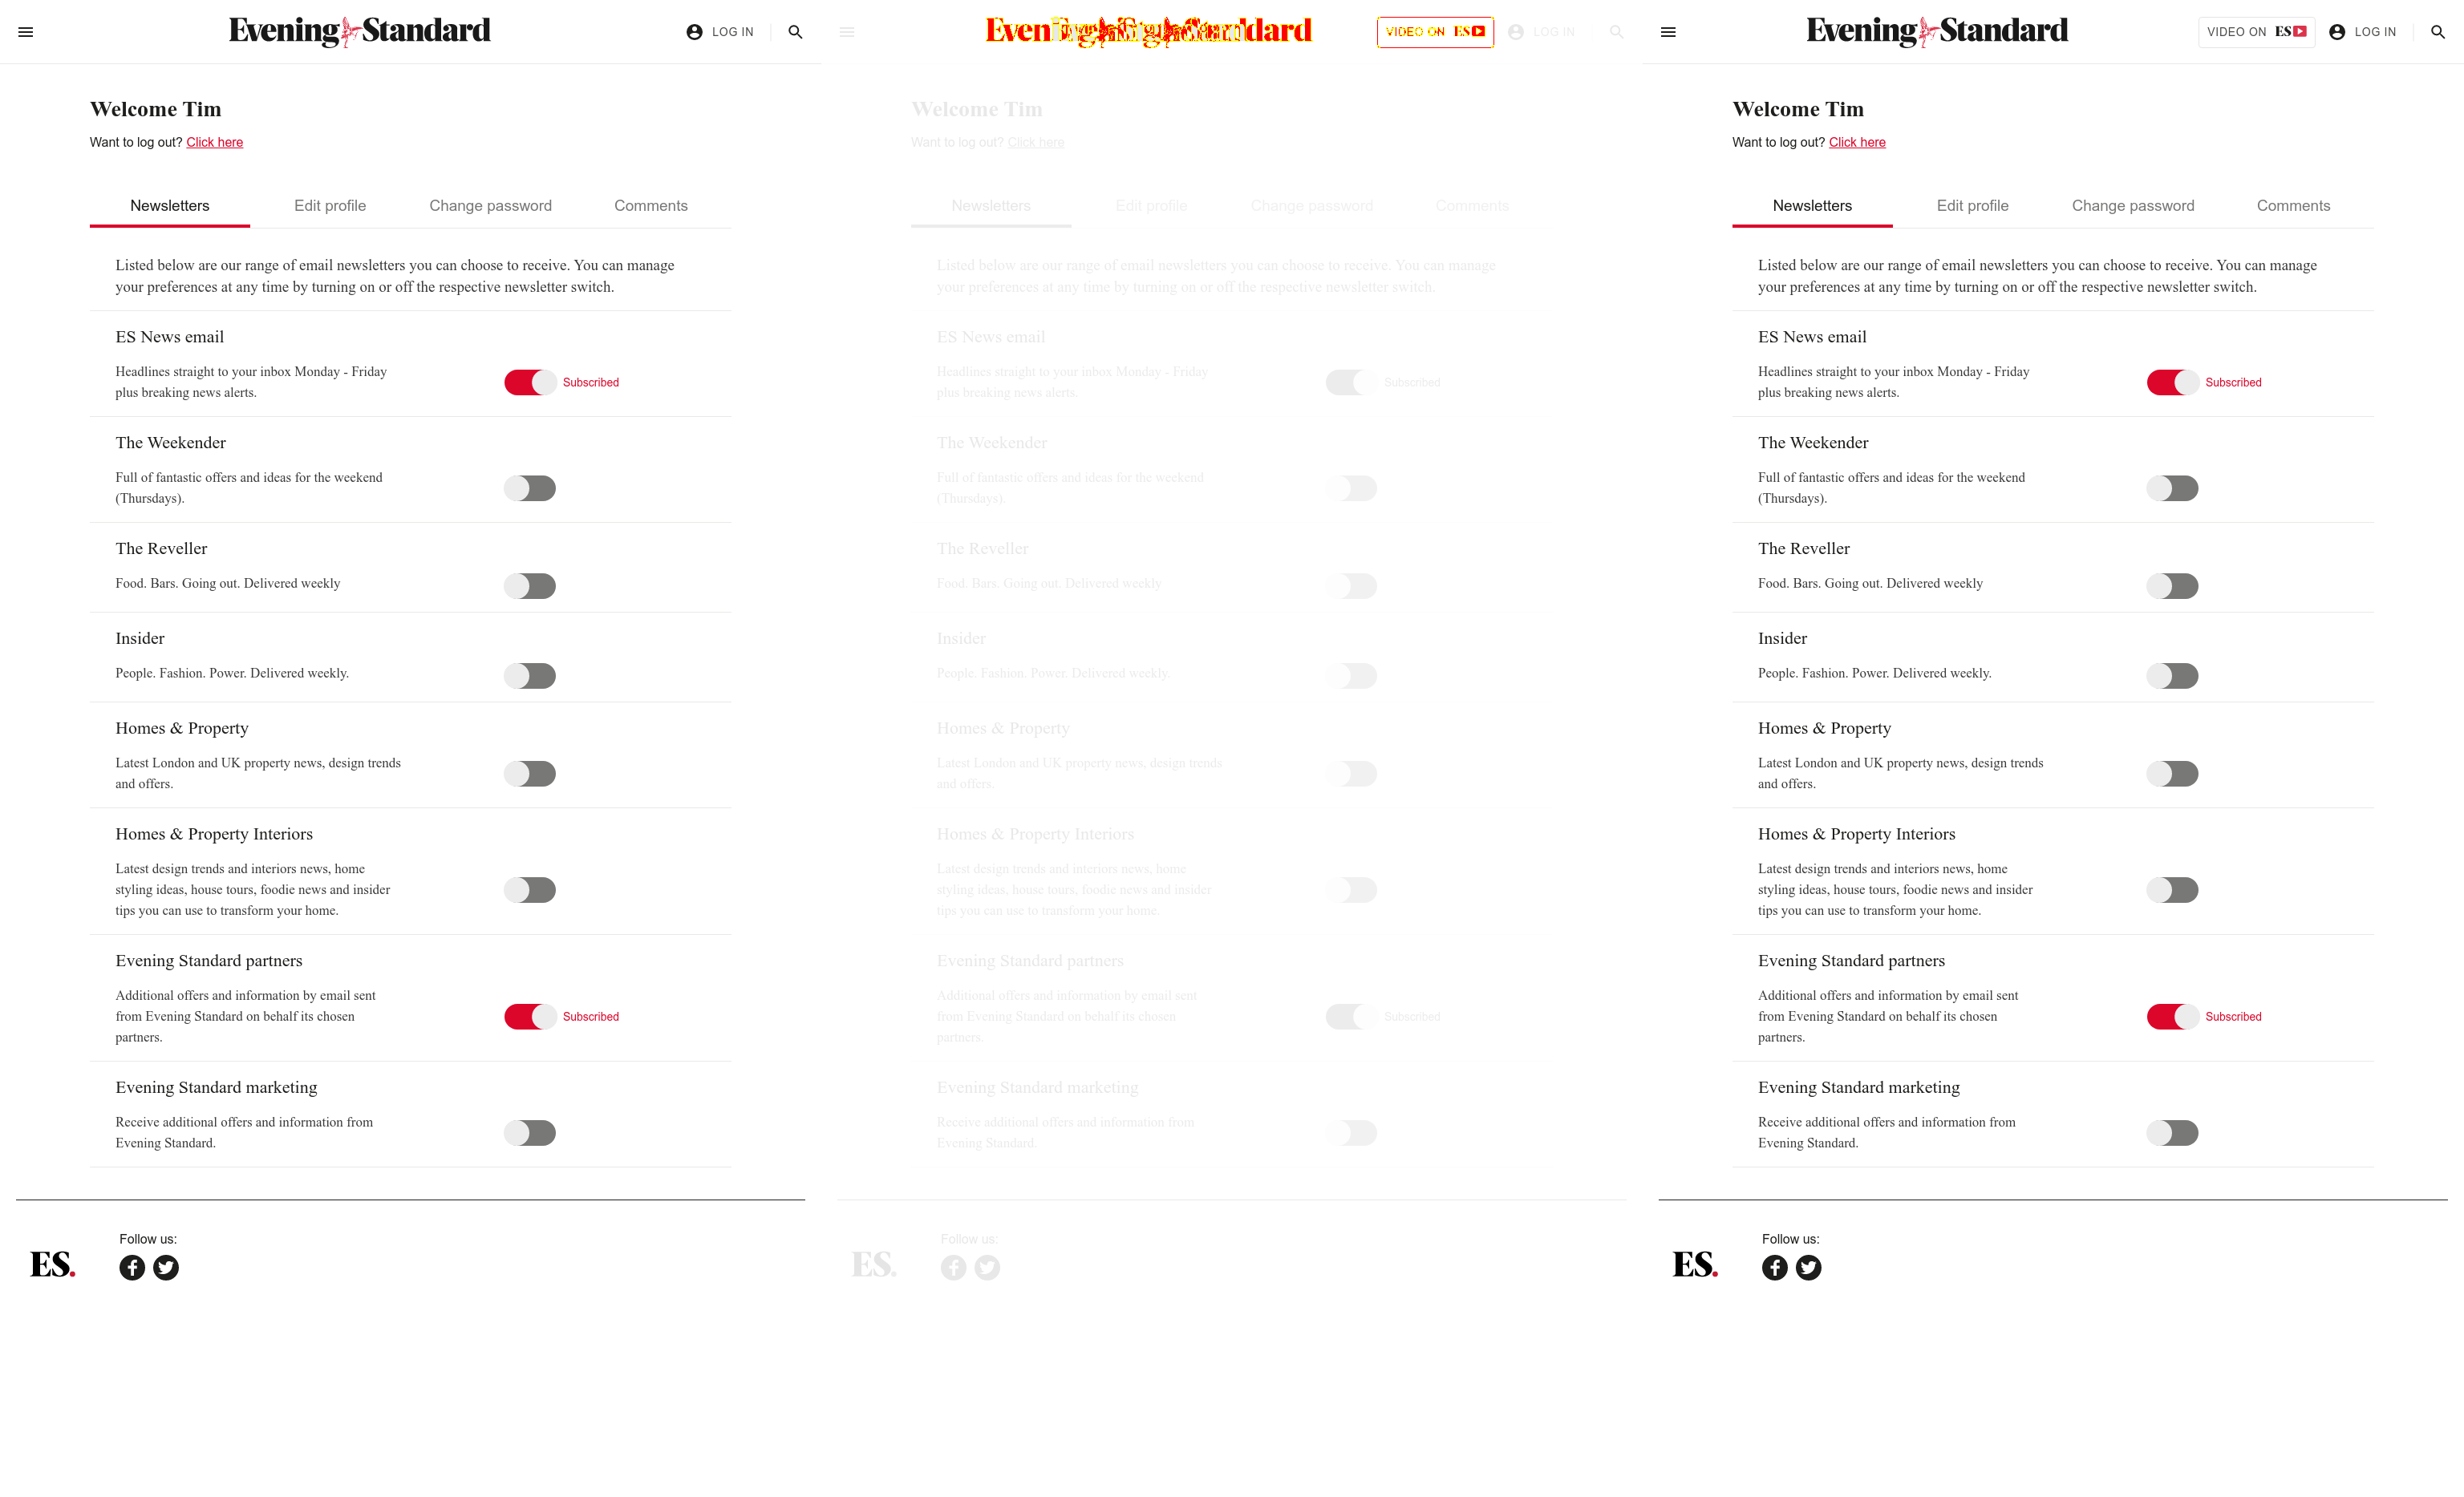 Evening Standard
LOG IN
Welcome Tim
Want to log out? Click here
Newsletters Edit profile Change password Comments
Listed below are our range of email newsletters you can choose to receive. You can manage
your preferences at any time by turning on or off the respective newsletter switch.
ES News email
Headlines straight to your inbox Monday - Friday
plus breaking news alerts.
Subscribed
The Weekender
Full of fantastic offers and ideas for the weekend
(Thursdays).
The Reveller
Food. Bars. Going out. Delivered weekly
Insider
People. Fashion. Power. Delivered weekly.
Homes & Property
Latest London and UK property news, design trends
and offers.
Homes & Property Interiors
Latest design trends and interiors news, home
styling ideas, house tours, foodie news and insider
tips you can use to transform your home.
Evening Standard partners
Additional offers and information by email sent
from Evening Standard on behalf its chosen
partners.
Subscribed
Evening Standard marketing
Receive additional offers and information from
Evening Standard.
ES.
Follow us:
VIDEO ON ES
LOG IN
Welcome Tim
Want to log out? Click here
Newsletters Edit profile Change password Comments
Listed below are our range of email newsletters you can choose to receive. You can manage
your preferences at any time by turning on or off the respective newsletter switch.
ES News email
Headlines straight to your inbox Monday - Friday
plus breaking news alerts.
Subscribed
The Weekender
Full of fantastic offers and ideas for the weekend
(Thursdays).
The Reveller
Food. Bars. Going out. Delivered weekly
Insider
People. Fashion. Power. Delivered weekly.
Homes & Property
Latest London and UK property news, design trends
and offers.
Homes & Property Interiors
Latest design trends and interiors news, home
styling ideas, house tours, foodie news and insider
tips you can use to transform your home.
Evening Standard partners
Additional offers and information by email sent
from Evening Standard on behalf its chosen
partners.
Subscribed
Evening Standard marketing
Receive additional offers and information from
Evening Standard.
ES.
Follow us:
Evening Standard
VIDEO ON ES
LOG IN
Welcome Tim
Want to log out? Click here
Newsletters Edit profile Change password Comments
Listed below are our range of email newsletters you can choose to receive. You can manage
your preferences at any time by turning on or off the respective newsletter switch.
ES News email
Headlines straight to your inbox Monday - Friday
plus breaking news alerts.
Subscribed
The Weekender
Full of fantastic offers and ideas for the weekend
(Thursdays).
The Reveller
Food. Bars. Going out. Delivered weekly
Insider
People. Fashion. Power. Delivered weekly.
Homes & Property
Latest London and UK property news, design trends
and offers.
Homes & Property Interiors
Latest design trends and interiors news, home
styling ideas, house tours, foodie news and insider
tips you can use to transform your home.
Evening Standard partners
Additional offers and information by email sent
from Evening Standard on behalf its chosen
partners.
Subscribed
Evening Standard marketing
Receive additional offers and information from
Evening Standard.
ES.
Follow us: